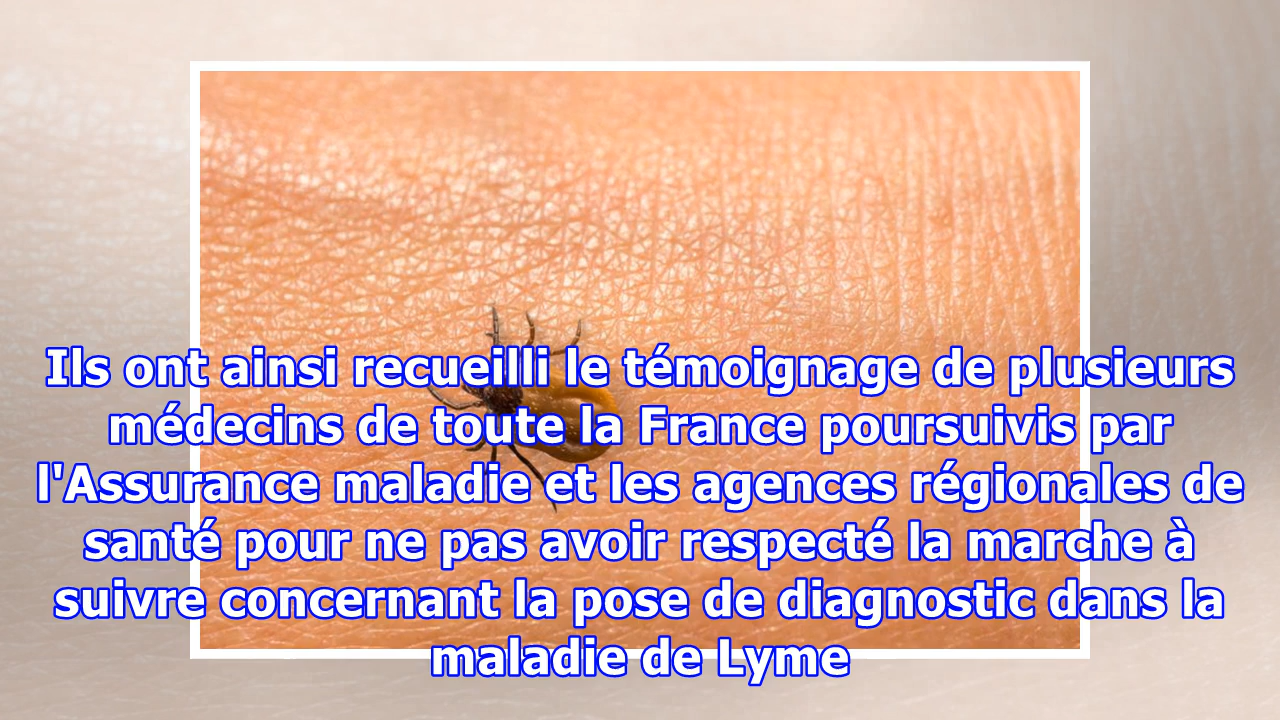 Ils ont ainsi recueilli le témoignage de plusieurs
médecins de toute la France poursuivis par
l'Assurance maladie et les agences régionales de
santé pour ne pas avoir respecté la marche à
suivre concernant la pose de diagnostic dans la
maladie de Lyme